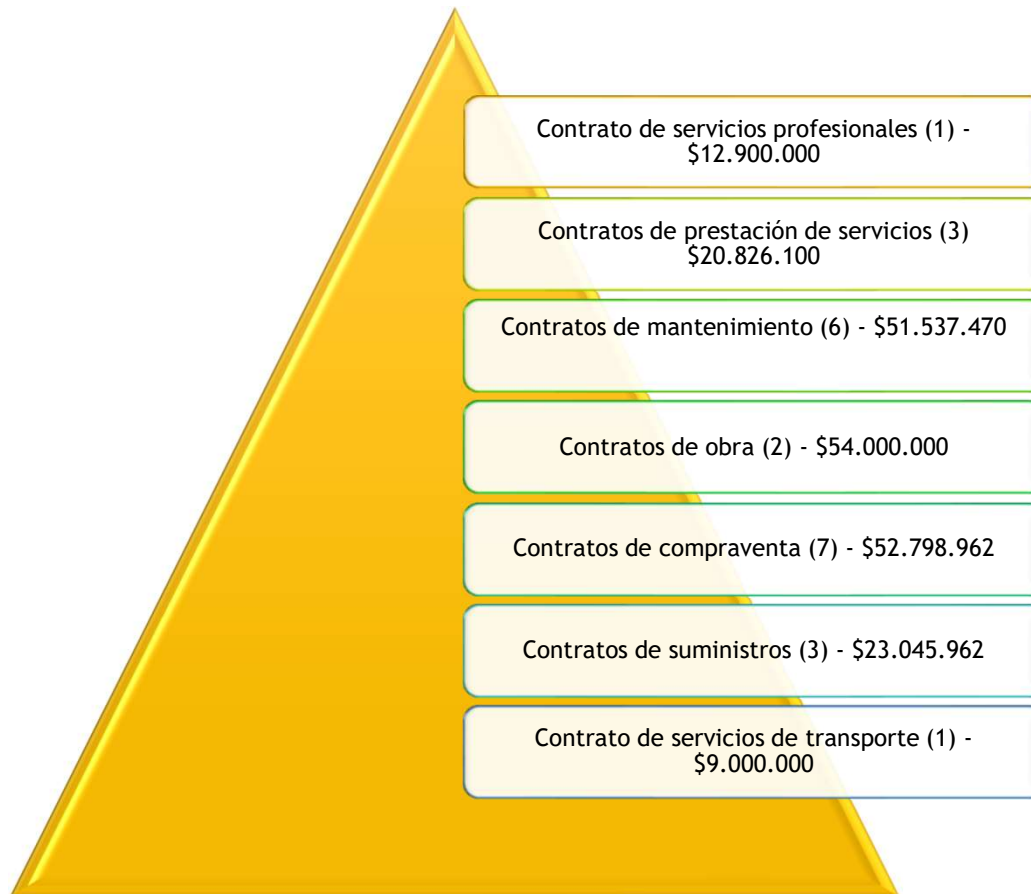 Contrato de servicios profesionales (1) -
$12.900.000
Contratos de prestación de servicios (3)
$20.826.100
Contratos de mantenimiento (6) - $51.537.470
Contratos de obra (2) - $54.000.000
Contratos de compraventa (7) - $52.798.962
Contratos de suministros (3) - $23.045.962
Contrato de servicios de transporte (1) -
$9.000.000